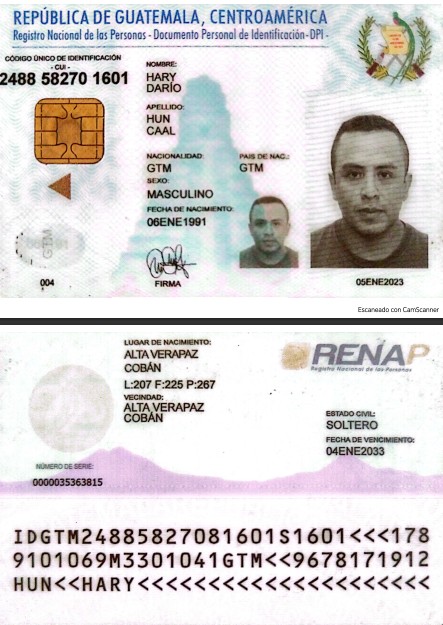 REPÚBLICA DE GUATEMALA, CENTROAMÉRICA
Registro Nacional de las Personas - Documento Personal de Identificación - DPI -
CÓDIGO ÚNICO DE IDENTIFICACIÓN
- CUI -
2488 58270 1601
NOMBRE:
HARY
DARÍO
APELLIDO:
HUN
CAAL
NACIONALIDAD:
GTM
PAIS DE NAC.:
GTM
SEXO:
MASCULINO
FECHA DE NACIMIENTO:
06ENE1991
GTM
004
FIRMA
05ENE2023
Escaneado con CamScanner
LUGAR DE NACIMIENTO:
ALTA VERAPAZ
COBÁN
L:207 F:225 P:267
VECINDAD:
ALTA VERAPAZ
COBÁN
RENAP
Registro Nacional de las Personas
ESTADO CIVIL:
SOLTERO
FECHA DE VENCIMIENTO:
04ENE2033
NÚMERO DE SERIE:
0000035363815
IDGTM24885827081601S1601<<<178
9101069M3301041GTM<<9678171912
HUN<<HARY<<<<<<<<<<<<<<<<<<<<<